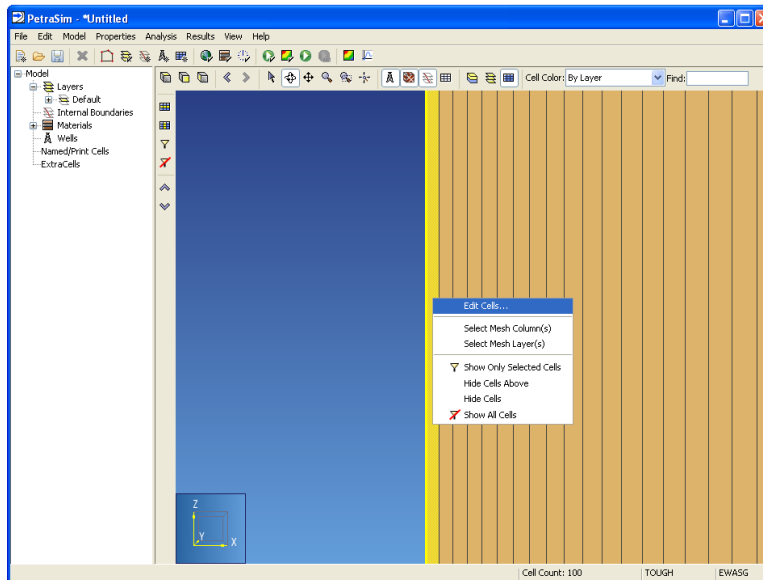 PetraSim - *Untitled
File Edit Model Properties Analysis Results View Help
Cell Color: By Layer Find:
Model
Layers
Default
Internal Boundaries
Materials
Wells
Named/Print Cells
ExtraCells
Edit Cells...
Select Mesh Column(s)
Select Mesh Layer(s)
Show Only Selected Cells
Hide Cells Above
Hide Cells
Show All Cells
Z
Y X
Cell Count: 100 TOUGH EWASG